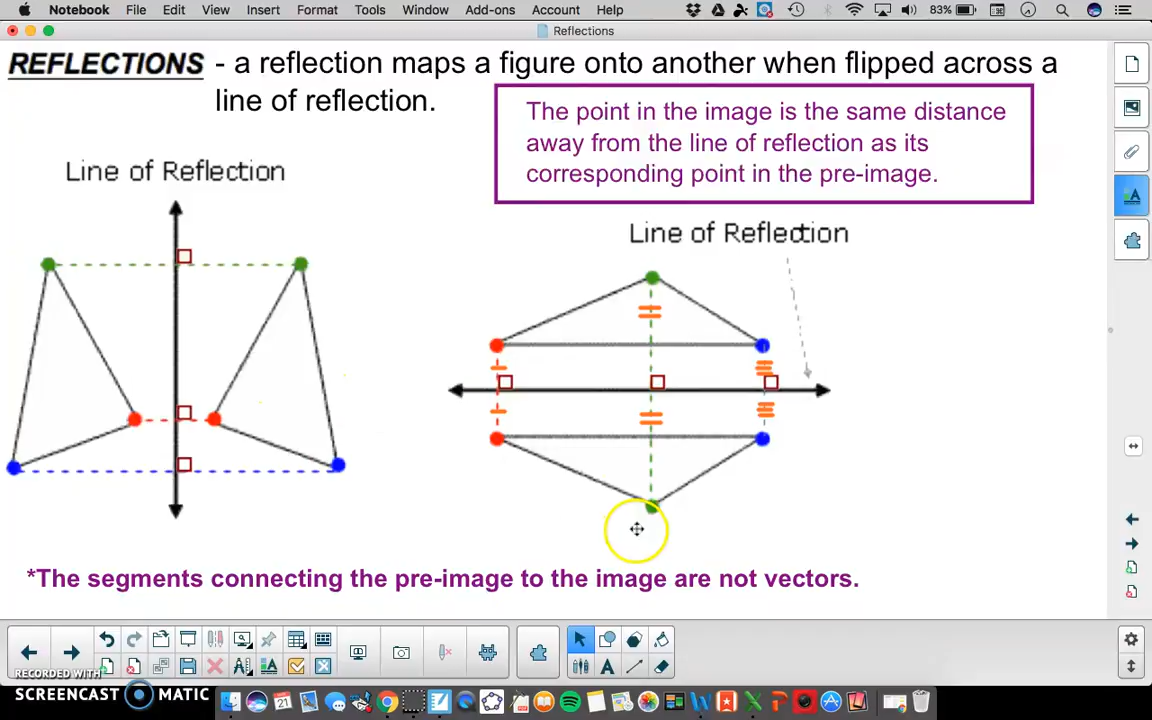 Notebook File Edit View Insert Format Tools Window Add-ons Account Help 83%
Reflections
REFLECTIONS - a reflection maps a figure onto another when flipped across a
line of reflection.
The point in the image is the same distance
away from the line of reflection as its
corresponding point in the pre-image.
Line of Reflection
Line of Reflection
*The segments connecting the pre-image to the image are not vectors.
RECORDED WITH
SCREENCAST MATIC